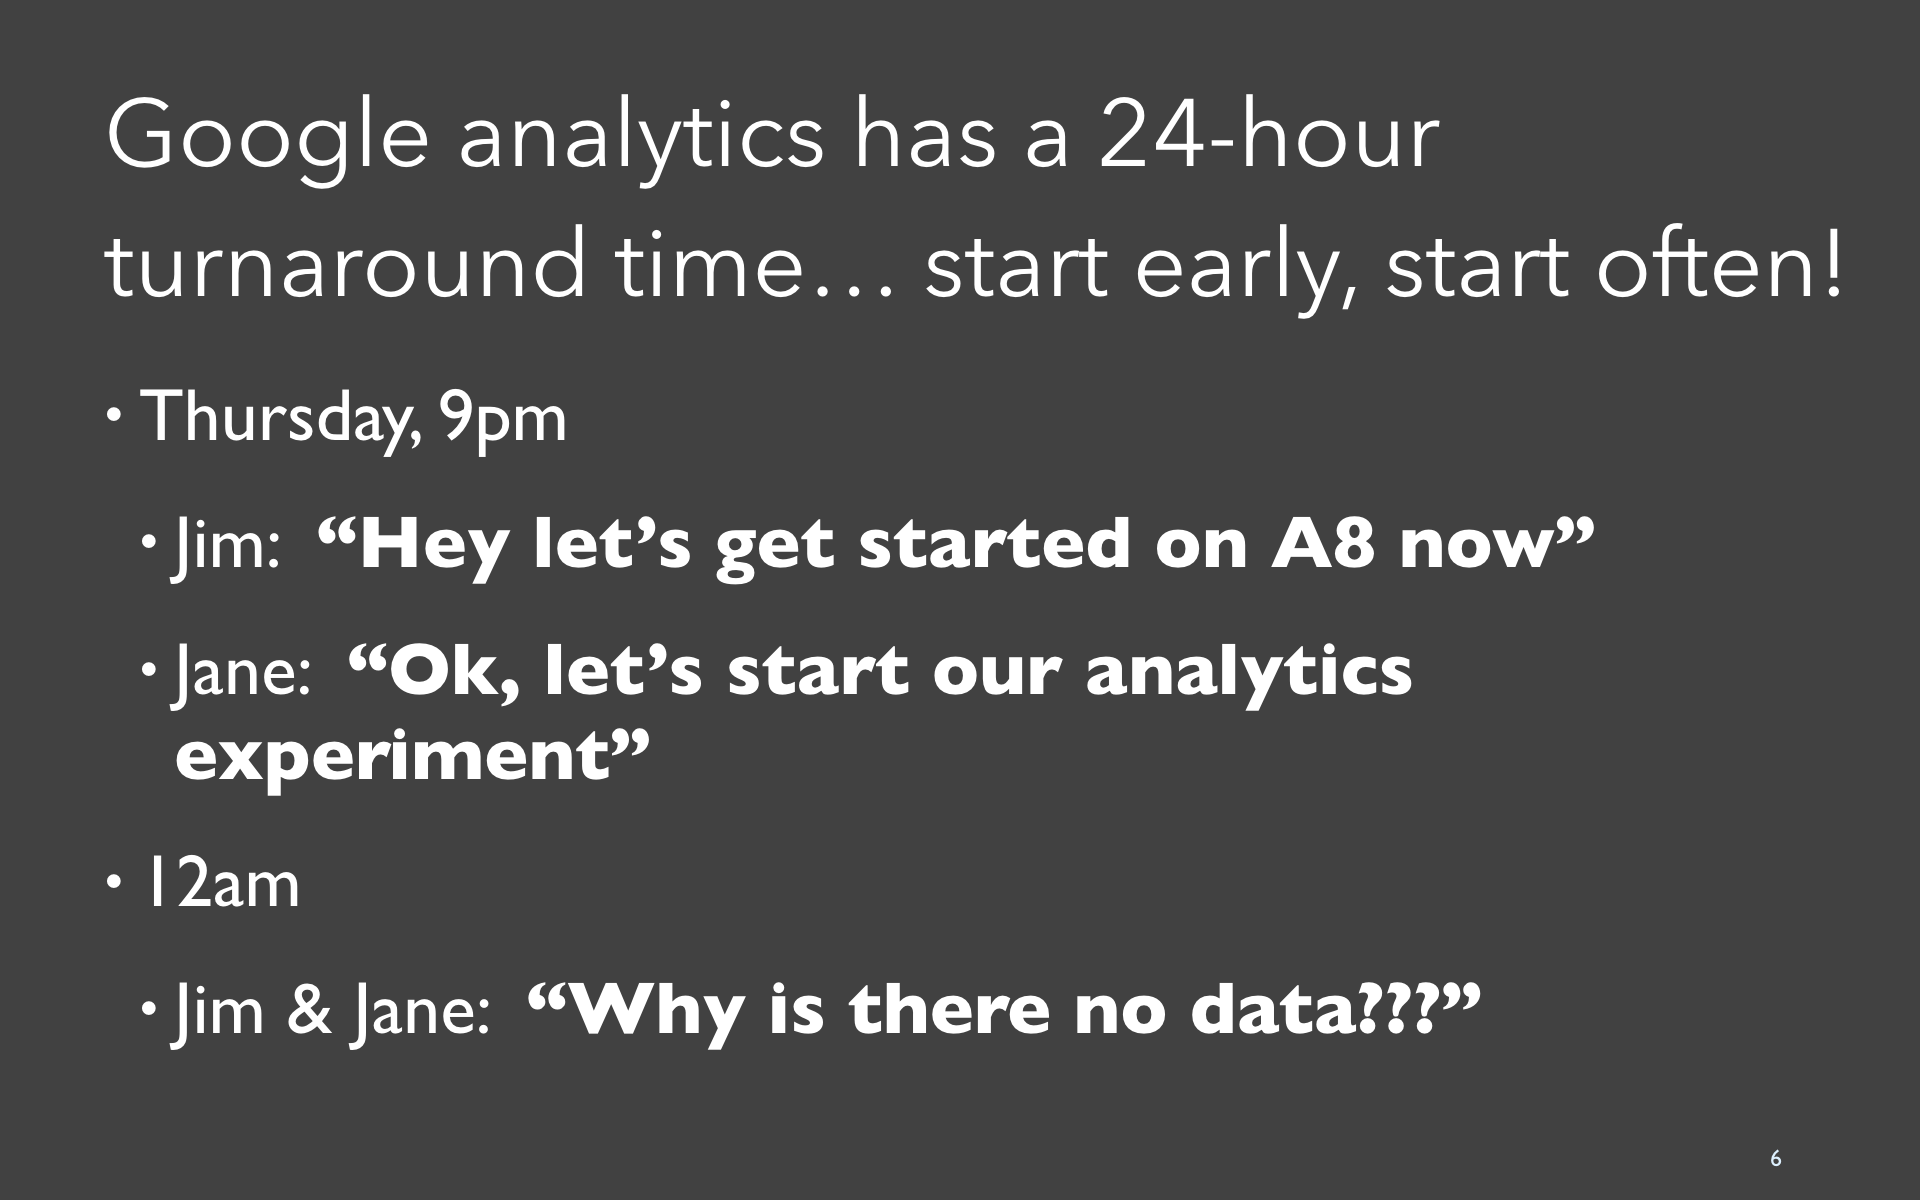 Google analytics has a 24-hour
turnaround time… start early, start often!
• Thursday, 9pm
• Jim: “Hey let’s get started on A8 now”
• Jane: “Ok, let’s start our analytics
experiment”
• 12am
• Jim & Jane: “Why is there no data???”
6